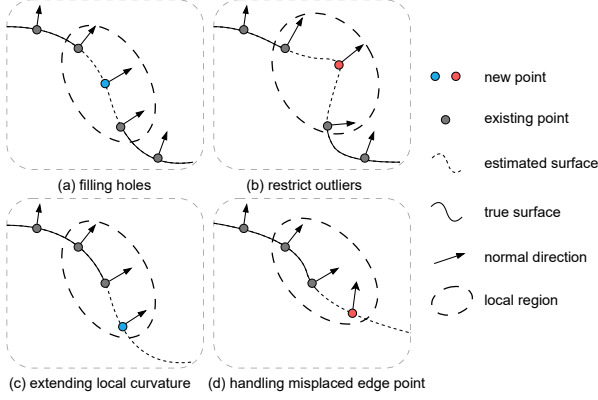 (a) filling holes
(b) restrict outliers
(c) extending local curvature
(d) handling misplaced edge point
new point
existing point
estimated surface
true surface
normal direction
local region